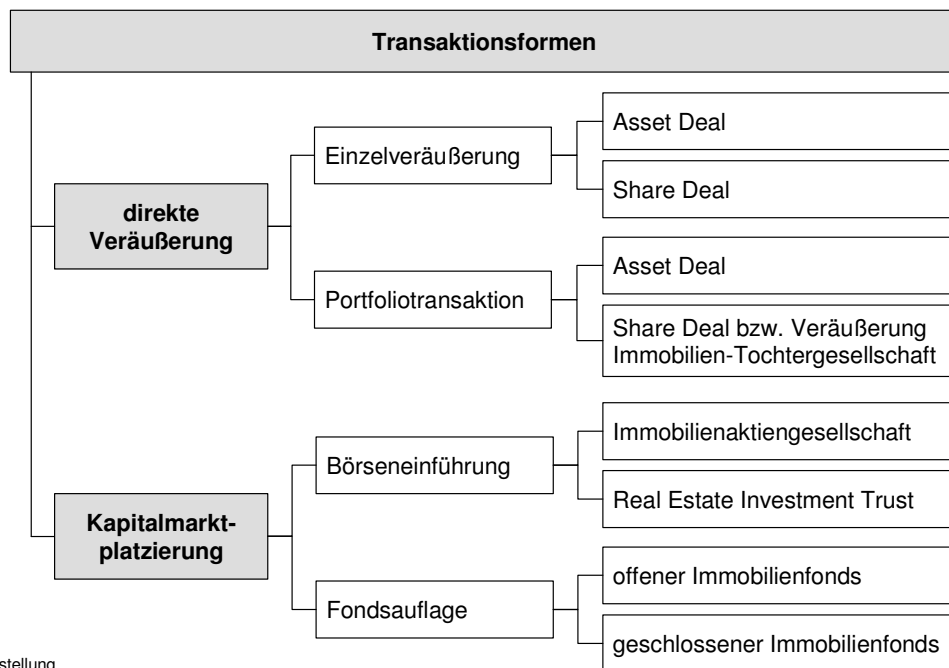 Transaktionsformen
direkte
Veräußerung
Einzelveräußerung
Asset Deal
Share Deal
Portfoliotransaktion
Asset Deal
Share Deal bzw. Veräußerung
Immobilien-Tochtergesellschaft
Kapitalmarkt-
platzierung
Börseneinführung
Immobilienaktiengesellschaft
Real Estate Investment Trust
Fondsauflage
offener Immobilienfonds
geschlossener Immobilienfonds